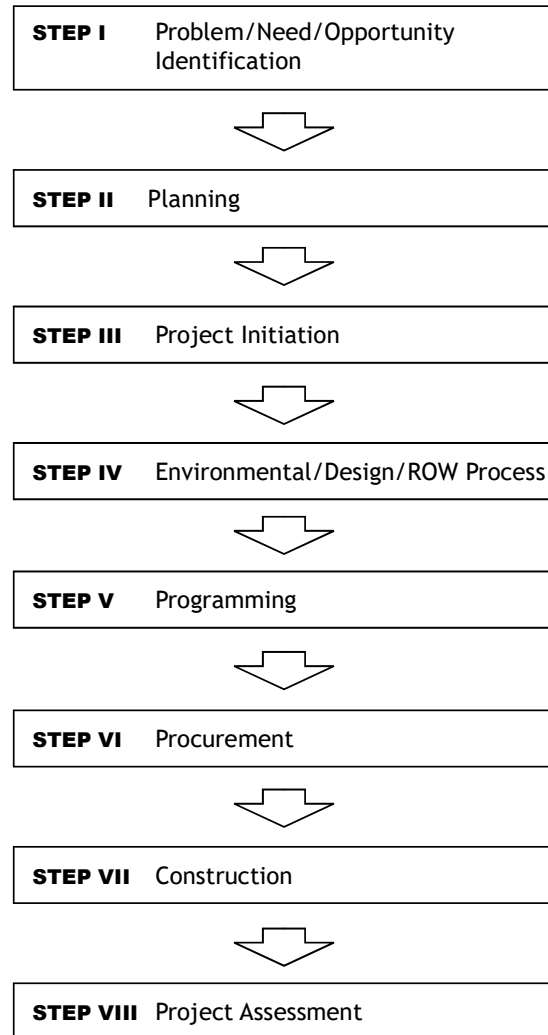 STEP I Problem/Need/Opportunity
Identification
STEP II Planning
STEP III Project Initiation
STEP IV Environmental/Design/ROW Process
STEP V Programming
STEP VI Procurement
STEP VII Construction
STEP VIII Project Assessment